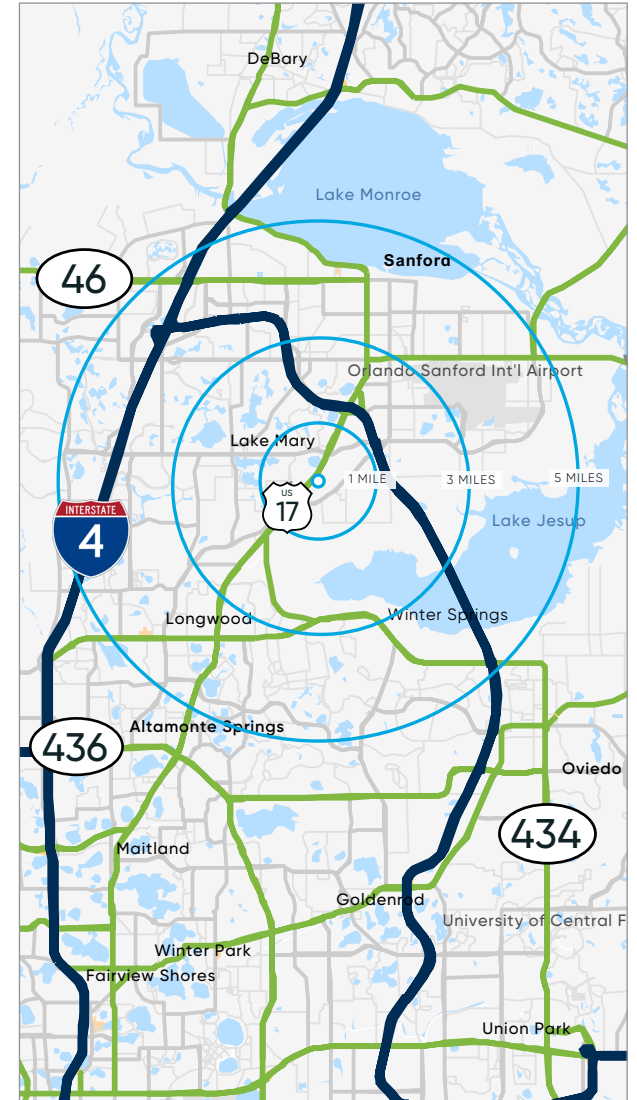 DeBary
Lake Monroe
Sanford
46
Orlando Sanford Int'l Airport
Lake Mary
1 MILE
3 MILES
5 MILES
US
17
INTERSTATE
4
Lake Jesup
Longwood
Winter Springs
Altamonte Springs
436
Oviedo
434
Maitland
Goldenrod
University of Central F
Winter Park
Fairview Shores
Union Park